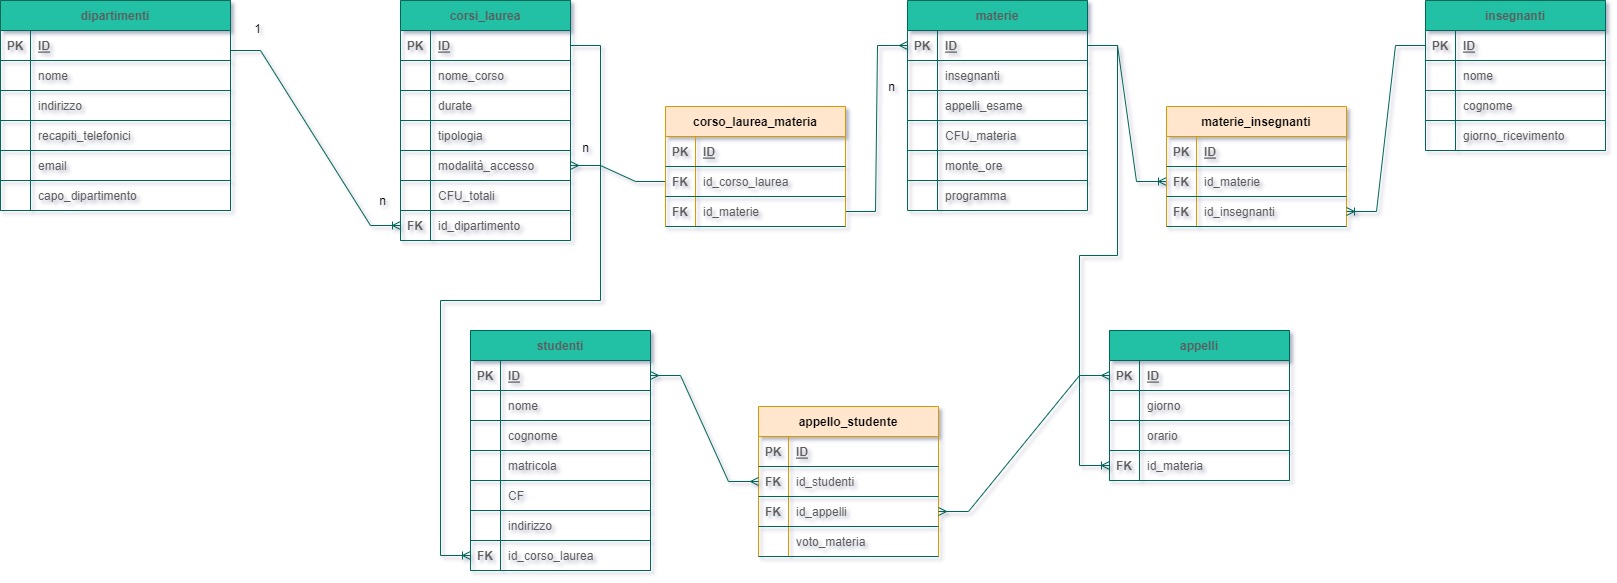 dipartimenti
PK ID
nome
indirizzo
recapiti_telefonici
email
capo_dipartimento
1
n
corsi_laurea
PK ID
nome_corso
durate
tipologia
modalità_accesso
CFU_totali
FK id_dipartimento
n
corso_laurea_materia
PK ID
FK id_corso_laurea
FK id_materie
n
materie
PK ID
insegnanti
appelli_esame
CFU_materia
monte_ore
programma
materie_insegnanti
PK ID
FK id_materie
FK id_insegnanti
insegnanti
PK ID
nome
cognome
giorno_ricevimento
studenti
PK ID
nome
cognome
matricola
CF
indirizzo
FK id_corso_laurea
appello_studente
PK ID
FK id_studenti
FK id_appelli
voto_materia
appelli
PK ID
giorno
orario
FK id_materia